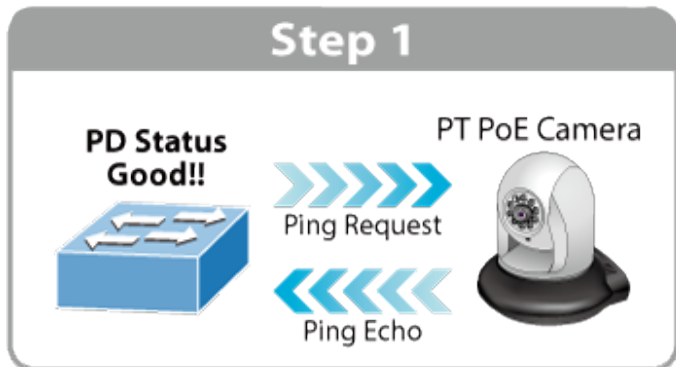 Step 1
PD Status
Good!!
PT PoE Camera
Ping Request
Ping Echo